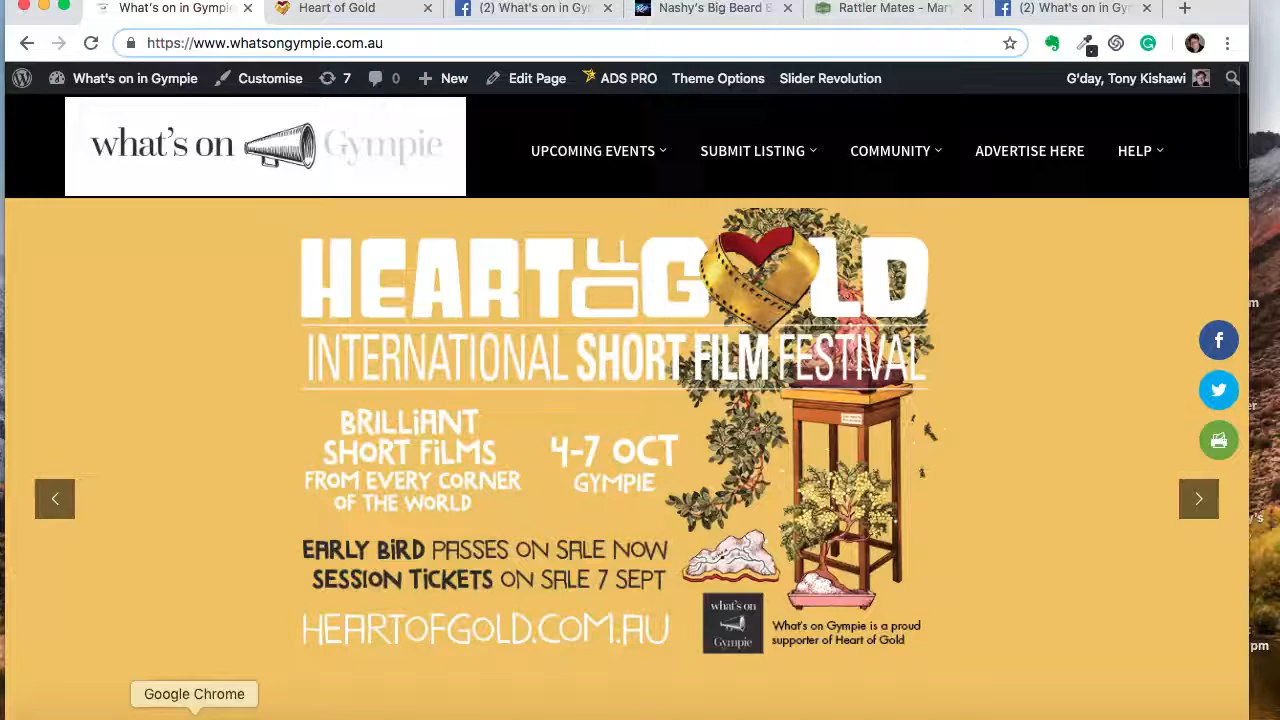 What's on in Gympie
Heart of Gold
(2) What's on in Gym
Nashy's Big Beard E
Rattler Mates - Mar
(2) What's on in Gym
https://www.whatsongympie.com.au
What's on in Gympie
Customise
7
0
New
Edit Page
ADS PRO
Theme Options
Slider Revolution
G'day, Tony Kishawi
what's on Gympie
UPCOMING EVENTS
SUBMIT LISTING
COMMUNITY
ADVERTISE HERE
HELP
HEART OF GOLD
INTERNATIONAL SHORT FILM FESTIVAL
BRILLIANT
SHORT FILMS
FROM EVERY CORNER
OF THE WORLD
4-7 OCT
GYMPIE
EARLY BIRD PASSES ON SALE NOW
SESSION TICKETS ON SALE 7 SEPT
HEARTOFGOLD.COM.AU
what's on
Gympie
What's on Gympie is a proud
supporter of Heart of Gold
Google Chrome
pm